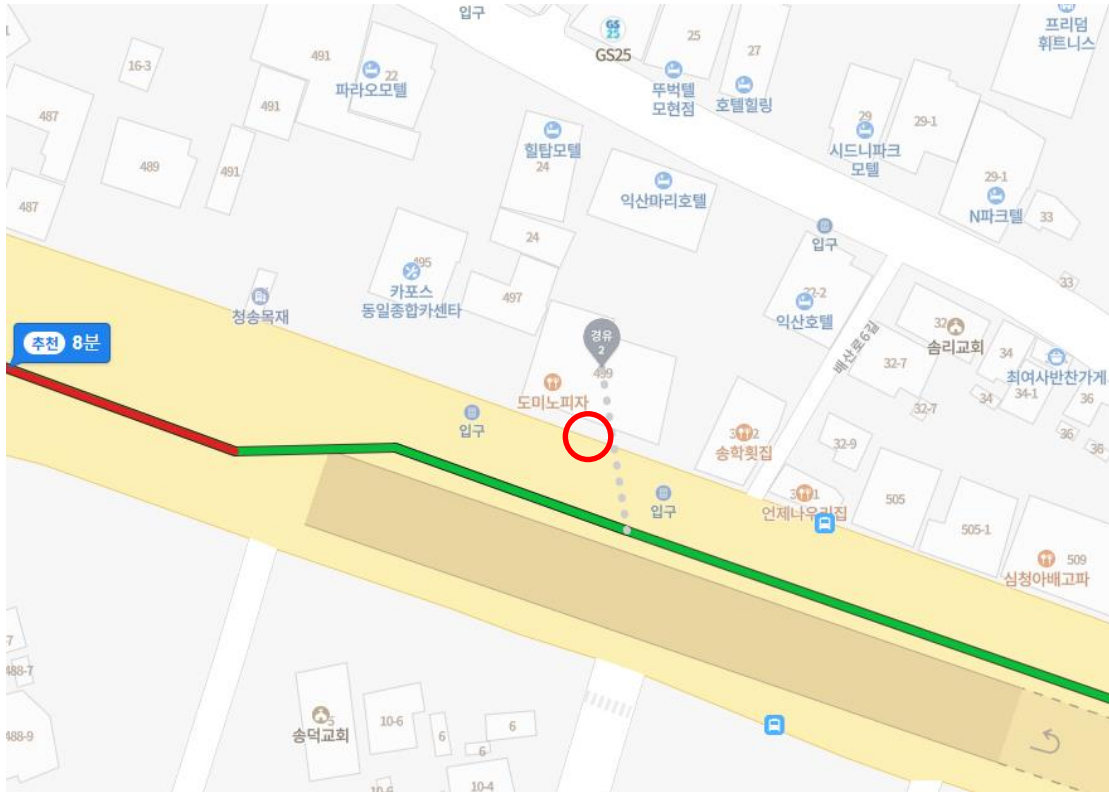 입구
GS
25
GS25
25
27
프리덤
휘트니스
16-3
491
22
파라오모텔
뚜벅텔
모현점
호텔힐링
487
491
29
29-1
시드니파크
모텔
489
491
힐탑모텔
24
익산마리호텔
29-1
N파크텔
33
487
24
입구
495
카포스
동일종합카센타
497
청송목재
32-2
익산호텔
33
배산로6길
솔리교회
34
32-7
최여사반찬가게
34-1
34
36
추천 8분
경유
2
499
도미노피자
입구
송학횟집
32-7
36
36
32-9
입구
언제나우리집
505
505-1
509
심청아배고파
488-7
488-9
송덕교회
10-6
6
6
6
10-6
10-4